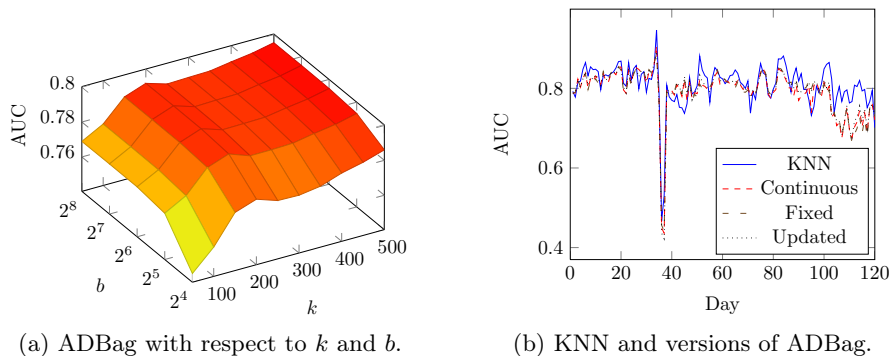 0.8
0.78
0.76
AUC
2^8
2^7
2^6
2^5
2^4
b
100
200
300
400
500
k
(a) ADBag with respect to k and b.
0.8
0.6
0.4
AUC
0
20
40
60
80
100
120
Day
KNN
Continuous
Fixed
Updated
(b) KNN and versions of ADBag.